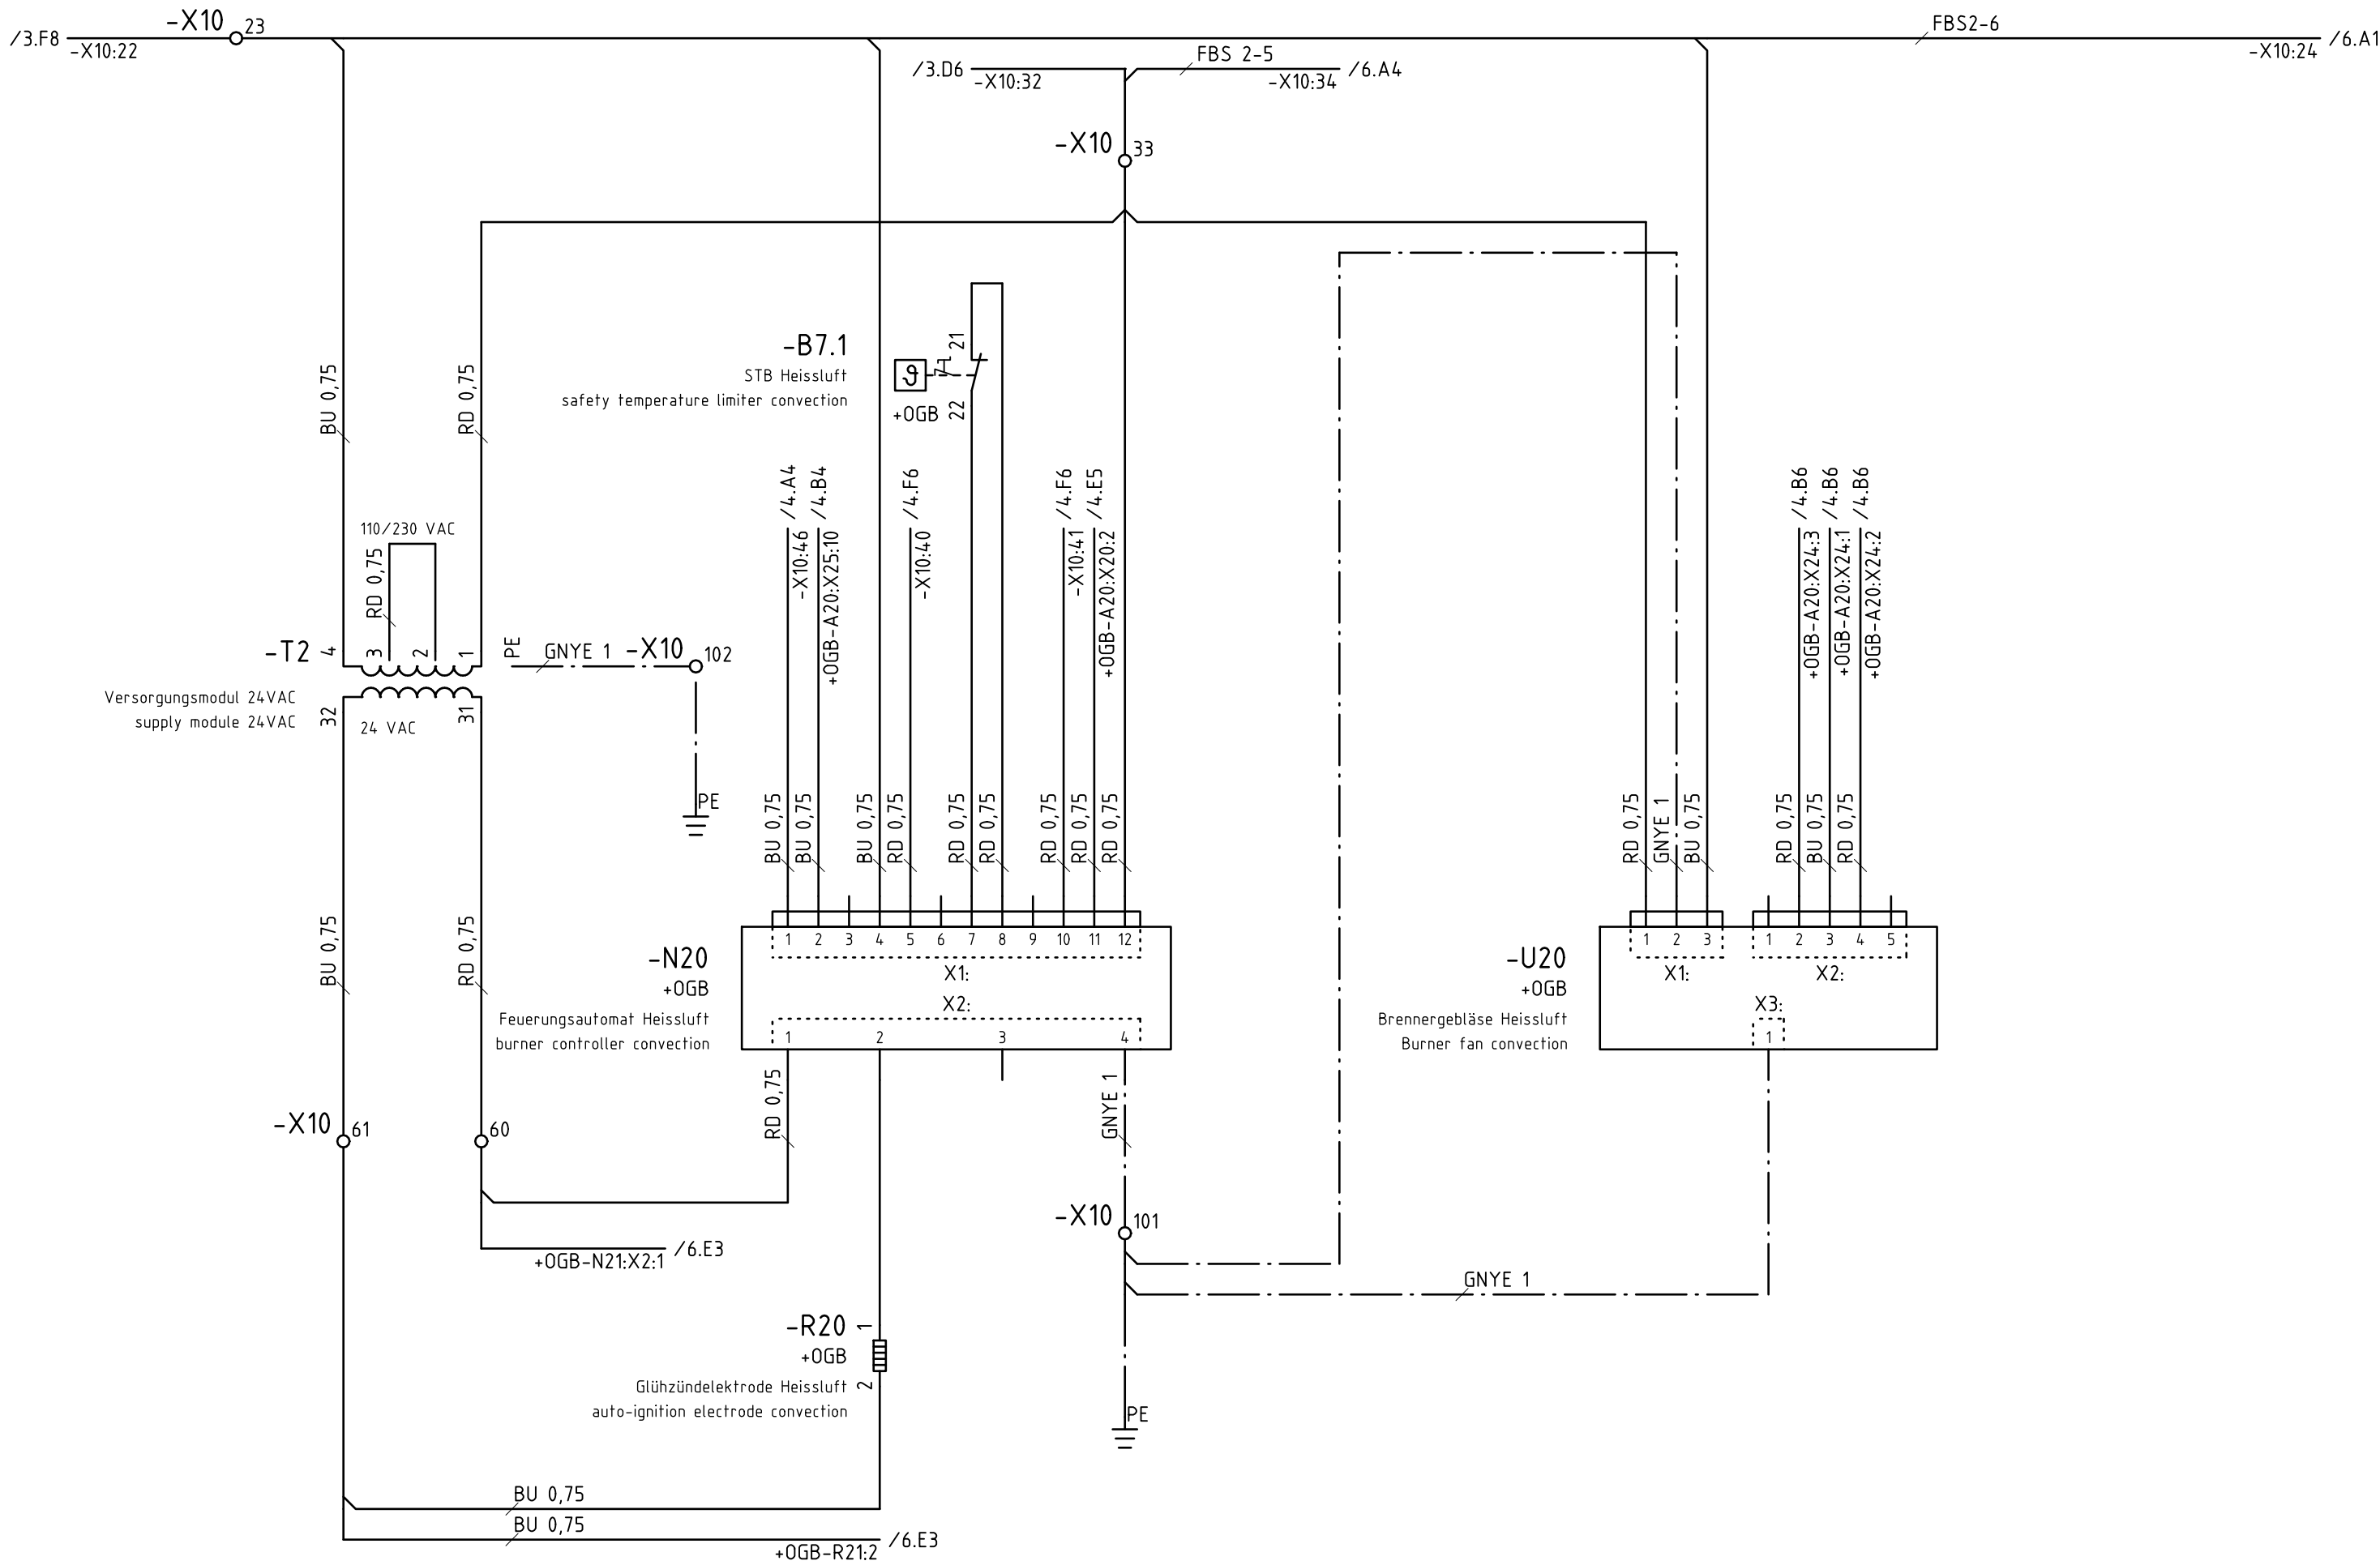 /3.F8
-X10:22
-X10
23
FBS2-6
-X10:24
/6.A1
/3.D6
-X10:32
FBS 2-5
-X10:34
/6.A4
-X10
33
-B7.1
STB Heissluft
safety temperature limiter convection
ϑ
+OGB
21
22
BU 0,75
RD 0,75
110/230 VAC
RD 0,75
-T2
4
3
2
1
PE
GNYE 1
-X10
102
PE
Versorgungsmodul 24VAC
supply module 24VAC
32
24 VAC
31
/4.A4
-X10:46
/4.B4
+OGB-A20:X25:10
/4.F6
-X10:40
/4.F6
-X10:41
/4.E5
+OGB-A20:X20:2
/4.B6
+OGB-A20:X24:3
/4.B6
+OGB-A20:X24:1
/4.B6
+OGB-A20:X24:2
BU 0,75
BU 0,75
BU 0,75
RD 0,75
RD 0,75
RD 0,75
RD 0,75
RD 0,75
RD 0,75
RD 0,75
GNYE 1
BU 0,75
RD 0,75
BU 0,75
RD 0,75
BU 0,75
RD 0,75
-N20
+OGB
Feuerungsautomat Heissluft
burner controller convection
1 2 3 4 5 6 7 8 9 10 11 12
X1:
X2:
1 2 3 4
-U20
+OGB
Brennergebläse Heissluft
Burner fan convection
1 2 3
X1:
1 2 3 4 5
X2:
X3:
1
RD 0,75
GNYE 1
-X10
61
60
+OGB-N21:X2:1
/6.E3
-X10
101
GNYE 1
-R20
+OGB
1
2
Glühzündelektrode Heissluft
auto-ignition electrode convection
PE
BU 0,75
BU 0,75
+OGB-R21:2
/6.E3